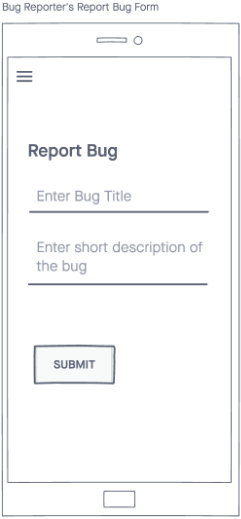 Bug Reporter's Report Bug Form
Report Bug
Enter Bug Title
Enter short description of
the bug
SUBMIT